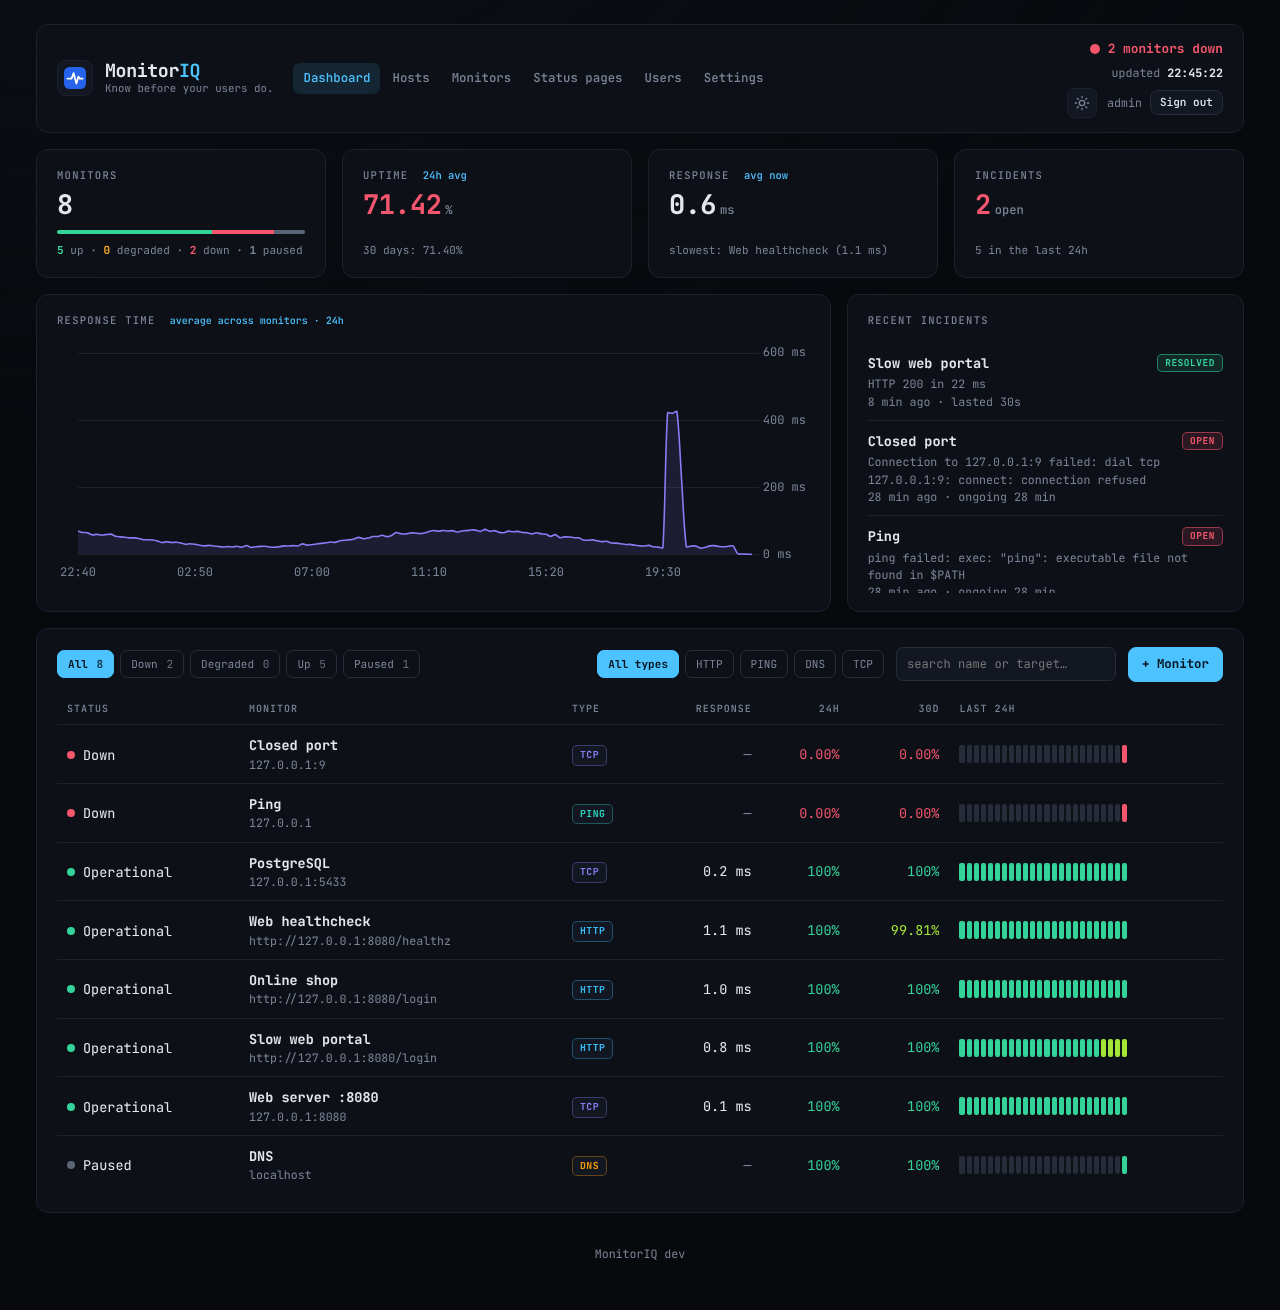 MonitorIQ
Know before your users do.
Dashboard Hosts Monitors Status pages Users Settings
2 monitors down
updated 22:45:22
admin Sign out
MONITORS
8
5 up · 0 degraded · 2 down · 1 paused
UPTIME 24h avg
71.42 %
30 days: 71.40%
RESPONSE avg now
0.6 ms
slowest: Web healthcheck (1.1 ms)
INCIDENTS
2 open
5 in the last 24h
RESPONSE TIME average across monitors · 24h
600 ms
400 ms
200 ms
0 ms
22:40 02:50 07:00 11:10 15:20 19:30
RECENT INCIDENTS
Slow web portal RESOLVED
HTTP 200 in 22 ms
8 min ago · lasted 30s
Closed port OPEN
Connection to 127.0.0.1:9 failed: dial tcp
127.0.0.1:9: connect: connection refused
28 min ago · ongoing 28 min
Ping OPEN
ping failed: exec: "ping": executable file not
found in $PATH
28 min ago · ongoing 28 min
All 8 Down 2 Degraded 0 Up 5 Paused 1
All types HTTP PING DNS TCP search name or target… + Monitor
STATUS MONITOR TYPE RESPONSE 24H 30D LAST 24H
Down Closed port TCP — 0.00% 0.00%
127.0.0.1:9
Down Ping PING — 0.00% 0.00%
127.0.0.1
Operational PostgreSQL TCP 0.2 ms 100% 100%
127.0.0.1:5433
Operational Web healthcheck HTTP 1.1 ms 100% 99.81%
http://127.0.0.1:8080/healthz
Operational Online shop HTTP 1.0 ms 100% 100%
http://127.0.0.1:8080/login
Operational Slow web portal HTTP 0.8 ms 100% 100%
http://127.0.0.1:8080/login
Operational Web server :8080 TCP 0.1 ms 100% 100%
127.0.0.1:8080
Paused DNS DNS — 100% 100%
localhost
MonitorIQ dev